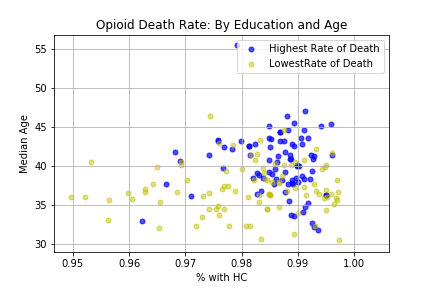 Opioid Death Rate: By Education and Age
Highest Rate of Death
LowestRate of Death
Median Age
55
50
45
40
35
30
0.95
0.96
0.97
0.98
0.99
1.00
% with HC